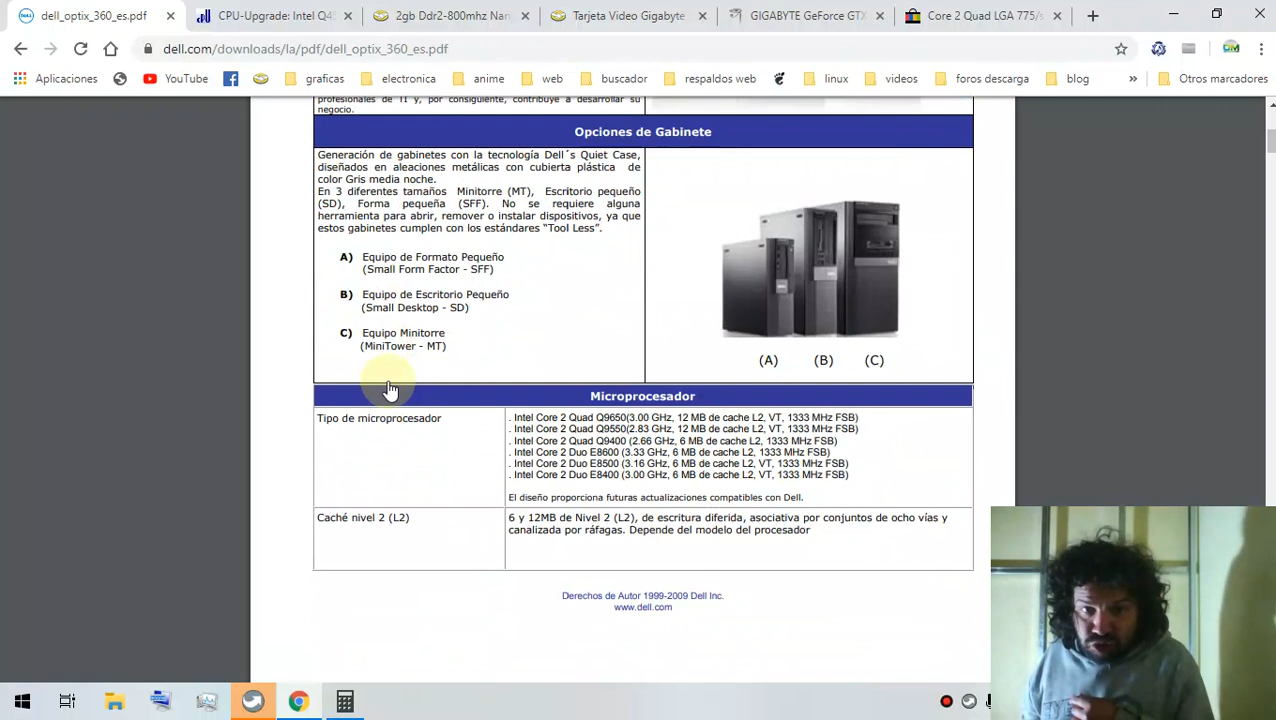 dell_optix_360_es.pdf
CPU-Upgrade: Intel Q4
2gb Ddr2-800mhz Nan
Tarjeta Video Gigabyte
GIGABYTE GeForce GTX
Core 2 Quad LGA 775/s
dell.com/downloads/la/pdf/dell_optix_360_es.pdf
Aplicaciones
YouTube
graficas
electronica
anime
web
buscador
respaldos web
linux
videos
foros descarga
blog
»
Otros marcadores
profesionales de TI y, por consiguiente, contribuye a desarrollar su
negocio.
Opciones de Gabinete
Generación de gabinetes con la tecnología Dell´s Quiet Case,
diseñados en aleaciones metálicas con cubierta plástica de
color Gris media noche.
En 3 diferentes tamaños Minitorre (MT), Escritorio pequeño
(SD), Forma pequeña (SFF). No se requiere alguna
herramienta para abrir, remover o instalar dispositivos, ya que
estos gabinetes cumplen con los estándares "Tool Less".
A) Equipo de Formato Pequeño
(Small Form Factor - SFF)
B) Equipo de Escritorio Pequeño
(Small Desktop - SD)
C) Equipo Minitorre
(MiniTower - MT)
(A) (B) (C)
Microprocesador
Tipo de microprocesador
. Intel Core 2 Quad Q9650(3.00 GHz, 12 MB de cache L2, VT, 1333 MHz FSB)
. Intel Core 2 Quad Q9550(2.83 GHz, 12 MB de cache L2, VT, 1333 MHz FSB)
. Intel Core 2 Quad Q9400 (2.66 GHz, 6 MB de cache L2, 1333 MHz FSB)
. Intel Core 2 Duo E8600 (3.33 GHz, 6 MB de cache L2, VT, 1333 MHz FSB)
. Intel Core 2 Duo E8500 (3.16 GHz, 6 MB de cache L2, VT, 1333 MHz FSB)
. Intel Core 2 Duo E8400 (3.00 GHz, 6 MB de cache L2, VT, 1333 MHz FSB)
El diseño proporciona futuras actualizaciones compatibles con Dell.
Caché nivel 2 (L2)
6 y 12MB de Nivel 2 (L2), de escritura diferida, asociativa por conjuntos de ocho vías y
canalizada por ráfagas. Depende del modelo del procesador
Derechos de Autor 1999-2009 Dell Inc.
www.dell.com